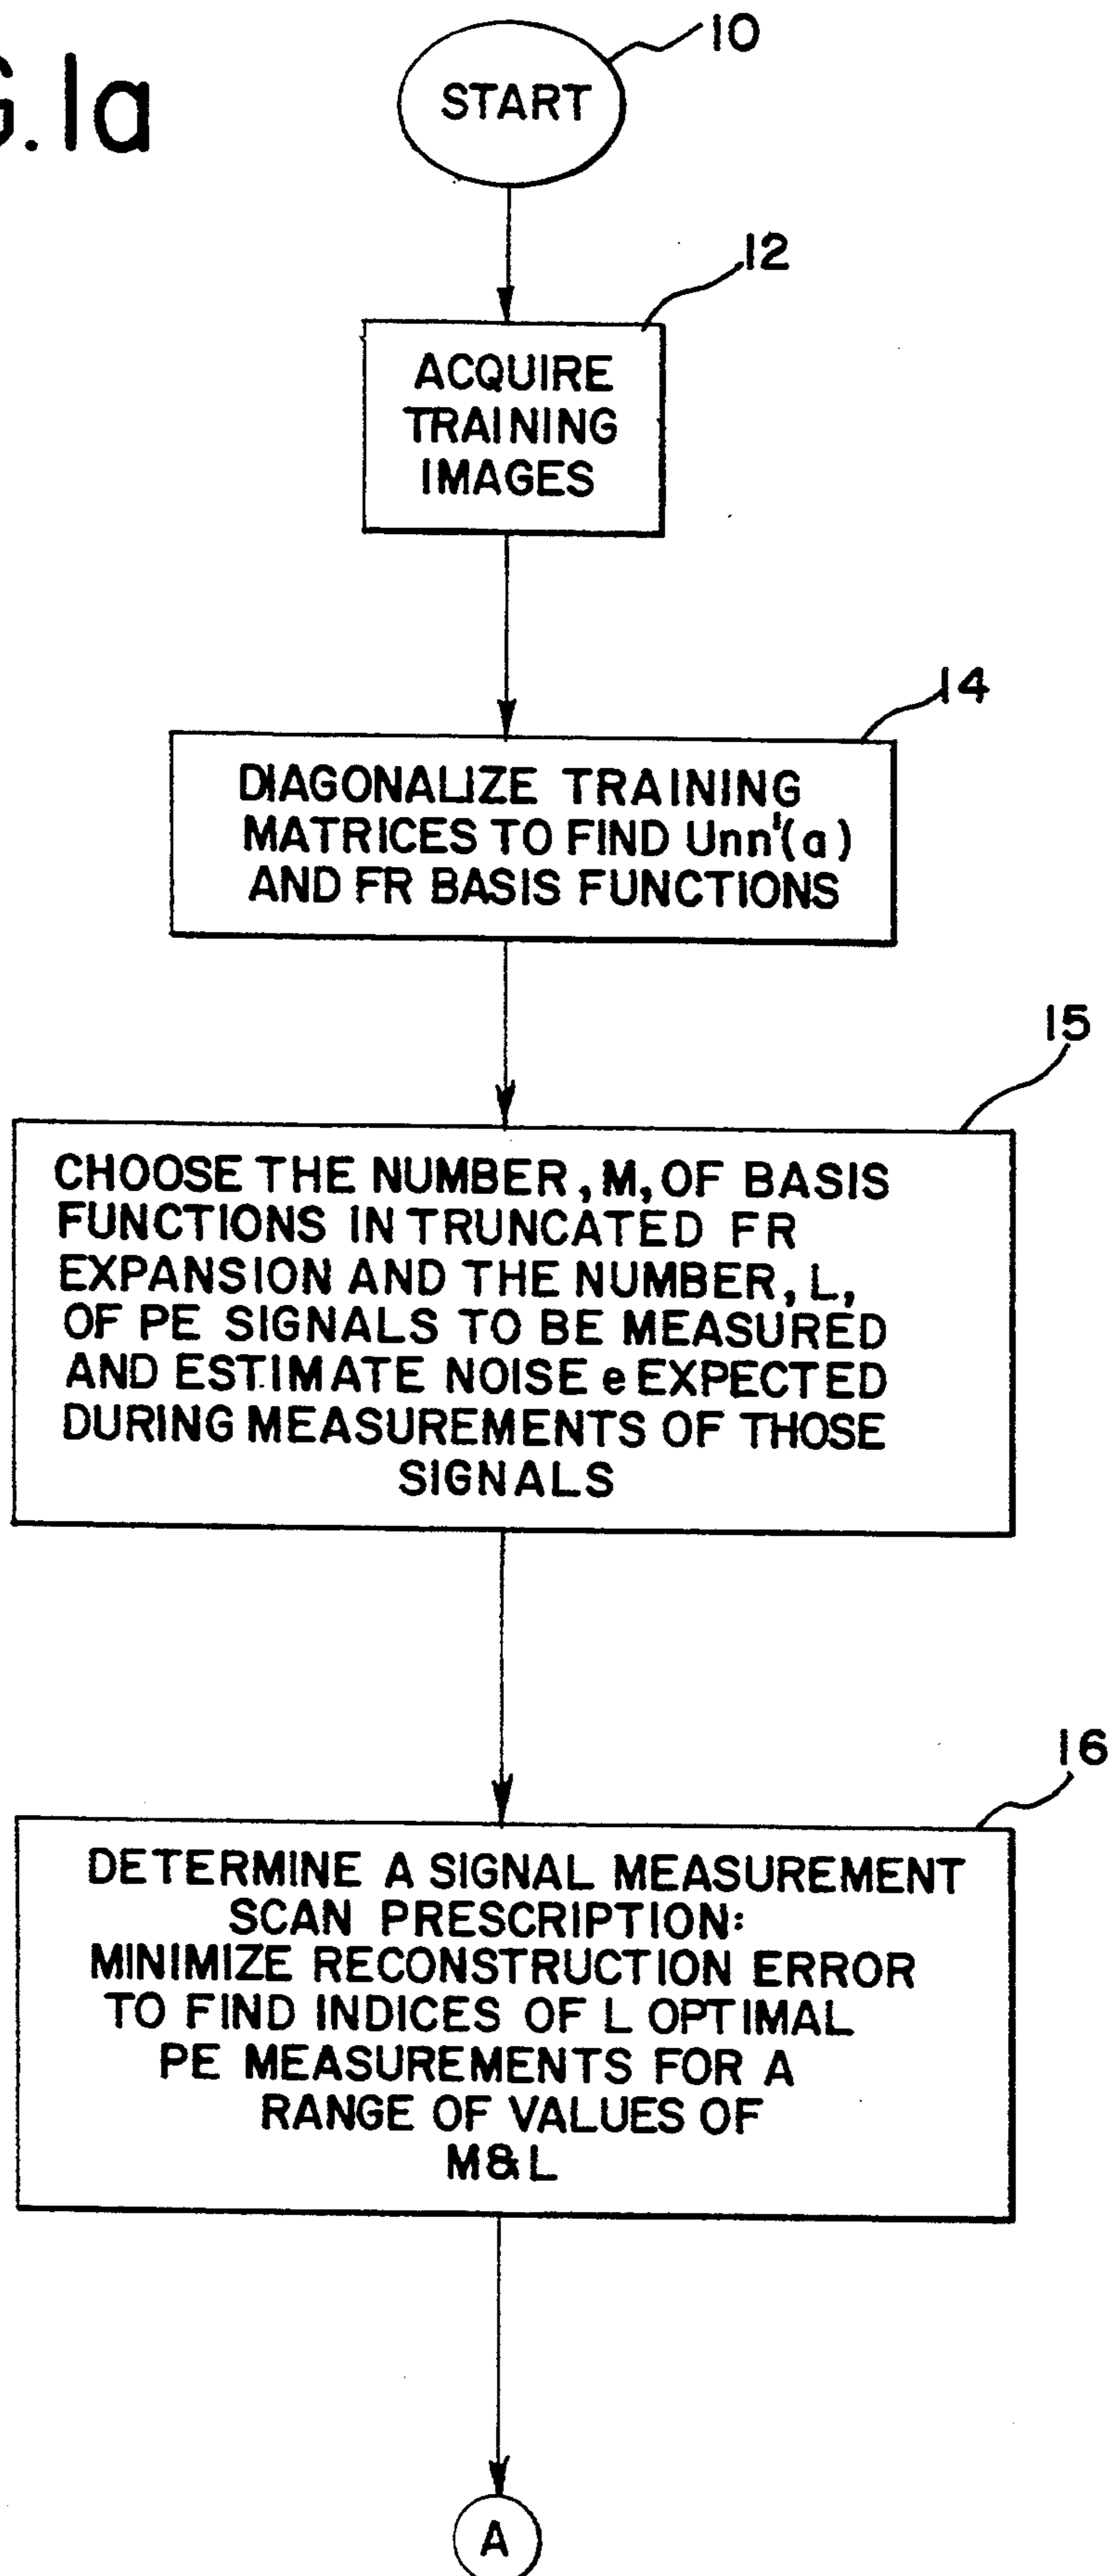 G. 1a
10
START
12
ACQUIRE
TRAINING
IMAGES
14
DIAGONALIZE TRAINING
MATRICES TO FIND Unn'(a)
AND FR BASIS FUNCTIONS
15
CHOOSE THE NUMBER, M, OF BASIS
FUNCTIONS IN TRUNCATED FR
EXPANSION AND THE NUMBER, L,
OF PE SIGNALS TO BE MEASURED
AND ESTIMATE NOISE e EXPECTED
DURING MEASUREMENTS OF THOSE
SIGNALS
16
DETERMINE A SIGNAL MEASUREMENT
SCAN PRESCRIPTION:
MINIMIZE RECONSTRUCTION ERROR
TO FIND INDICES OF L OPTIMAL
PE MEASUREMENTS FOR A
RANGE OF VALUES OF
M & L
A